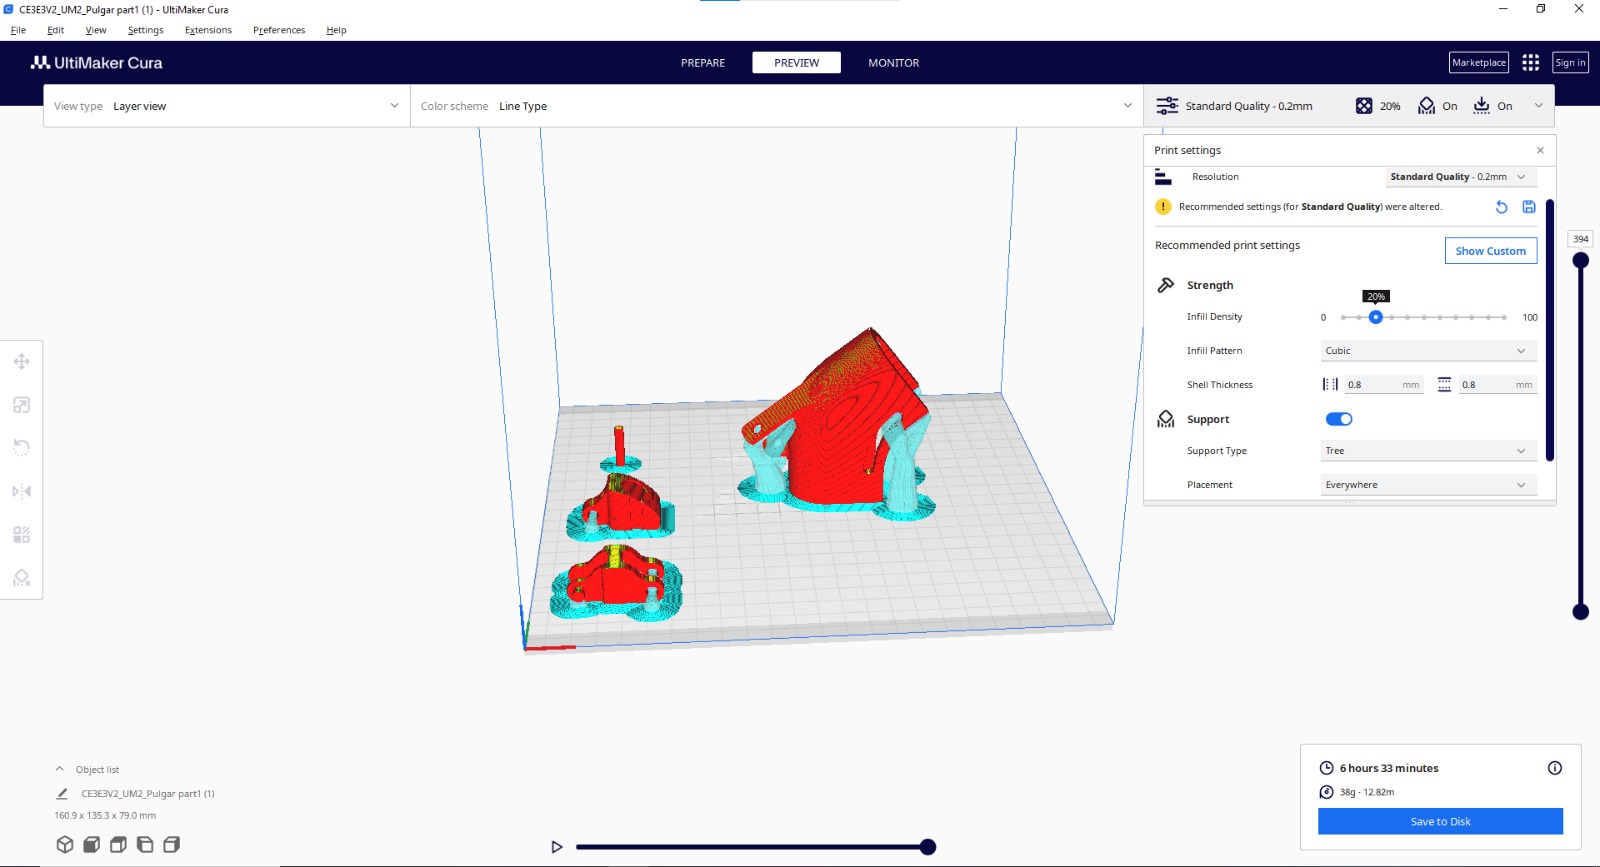 CE3E3V2_UM2_Pulgar part1 (1) - UltiMaker Cura
File Edit View Settings Extensions Preferences Help
UltiMaker Cura PREPARE PREVIEW MONITOR Marketplace Sign in
View type Layer view Color scheme Line Type Standard Quality - 0.2mm 20% On On
Print settings
Resolution Standard Quality - 0.2mm
Recommended settings (for Standard Quality) were altered.
394
Recommended print settings Show Custom
Strength
20%
Infill Density 0 100
Infill Pattern Cubic
Shell Thickness 0.8 mm 0.8 mm
Support
Support Type Tree
Placement Everywhere
Object list
CE3E3V2_UM2_Pulgar part1 (1)
160.9 x 135.3 x 79.0 mm
6 hours 33 minutes
38g · 12.82m
Save to Disk